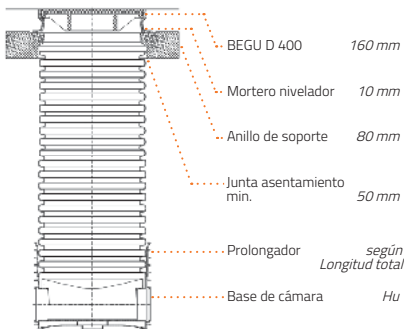 BEGU D 400 160 mm
Mortero nivelador 10 mm
Anillo de soporte 80 mm
Junta asentamiento
min. 50 mm
Prolongador según
Longitud total
Base de cámara Hu